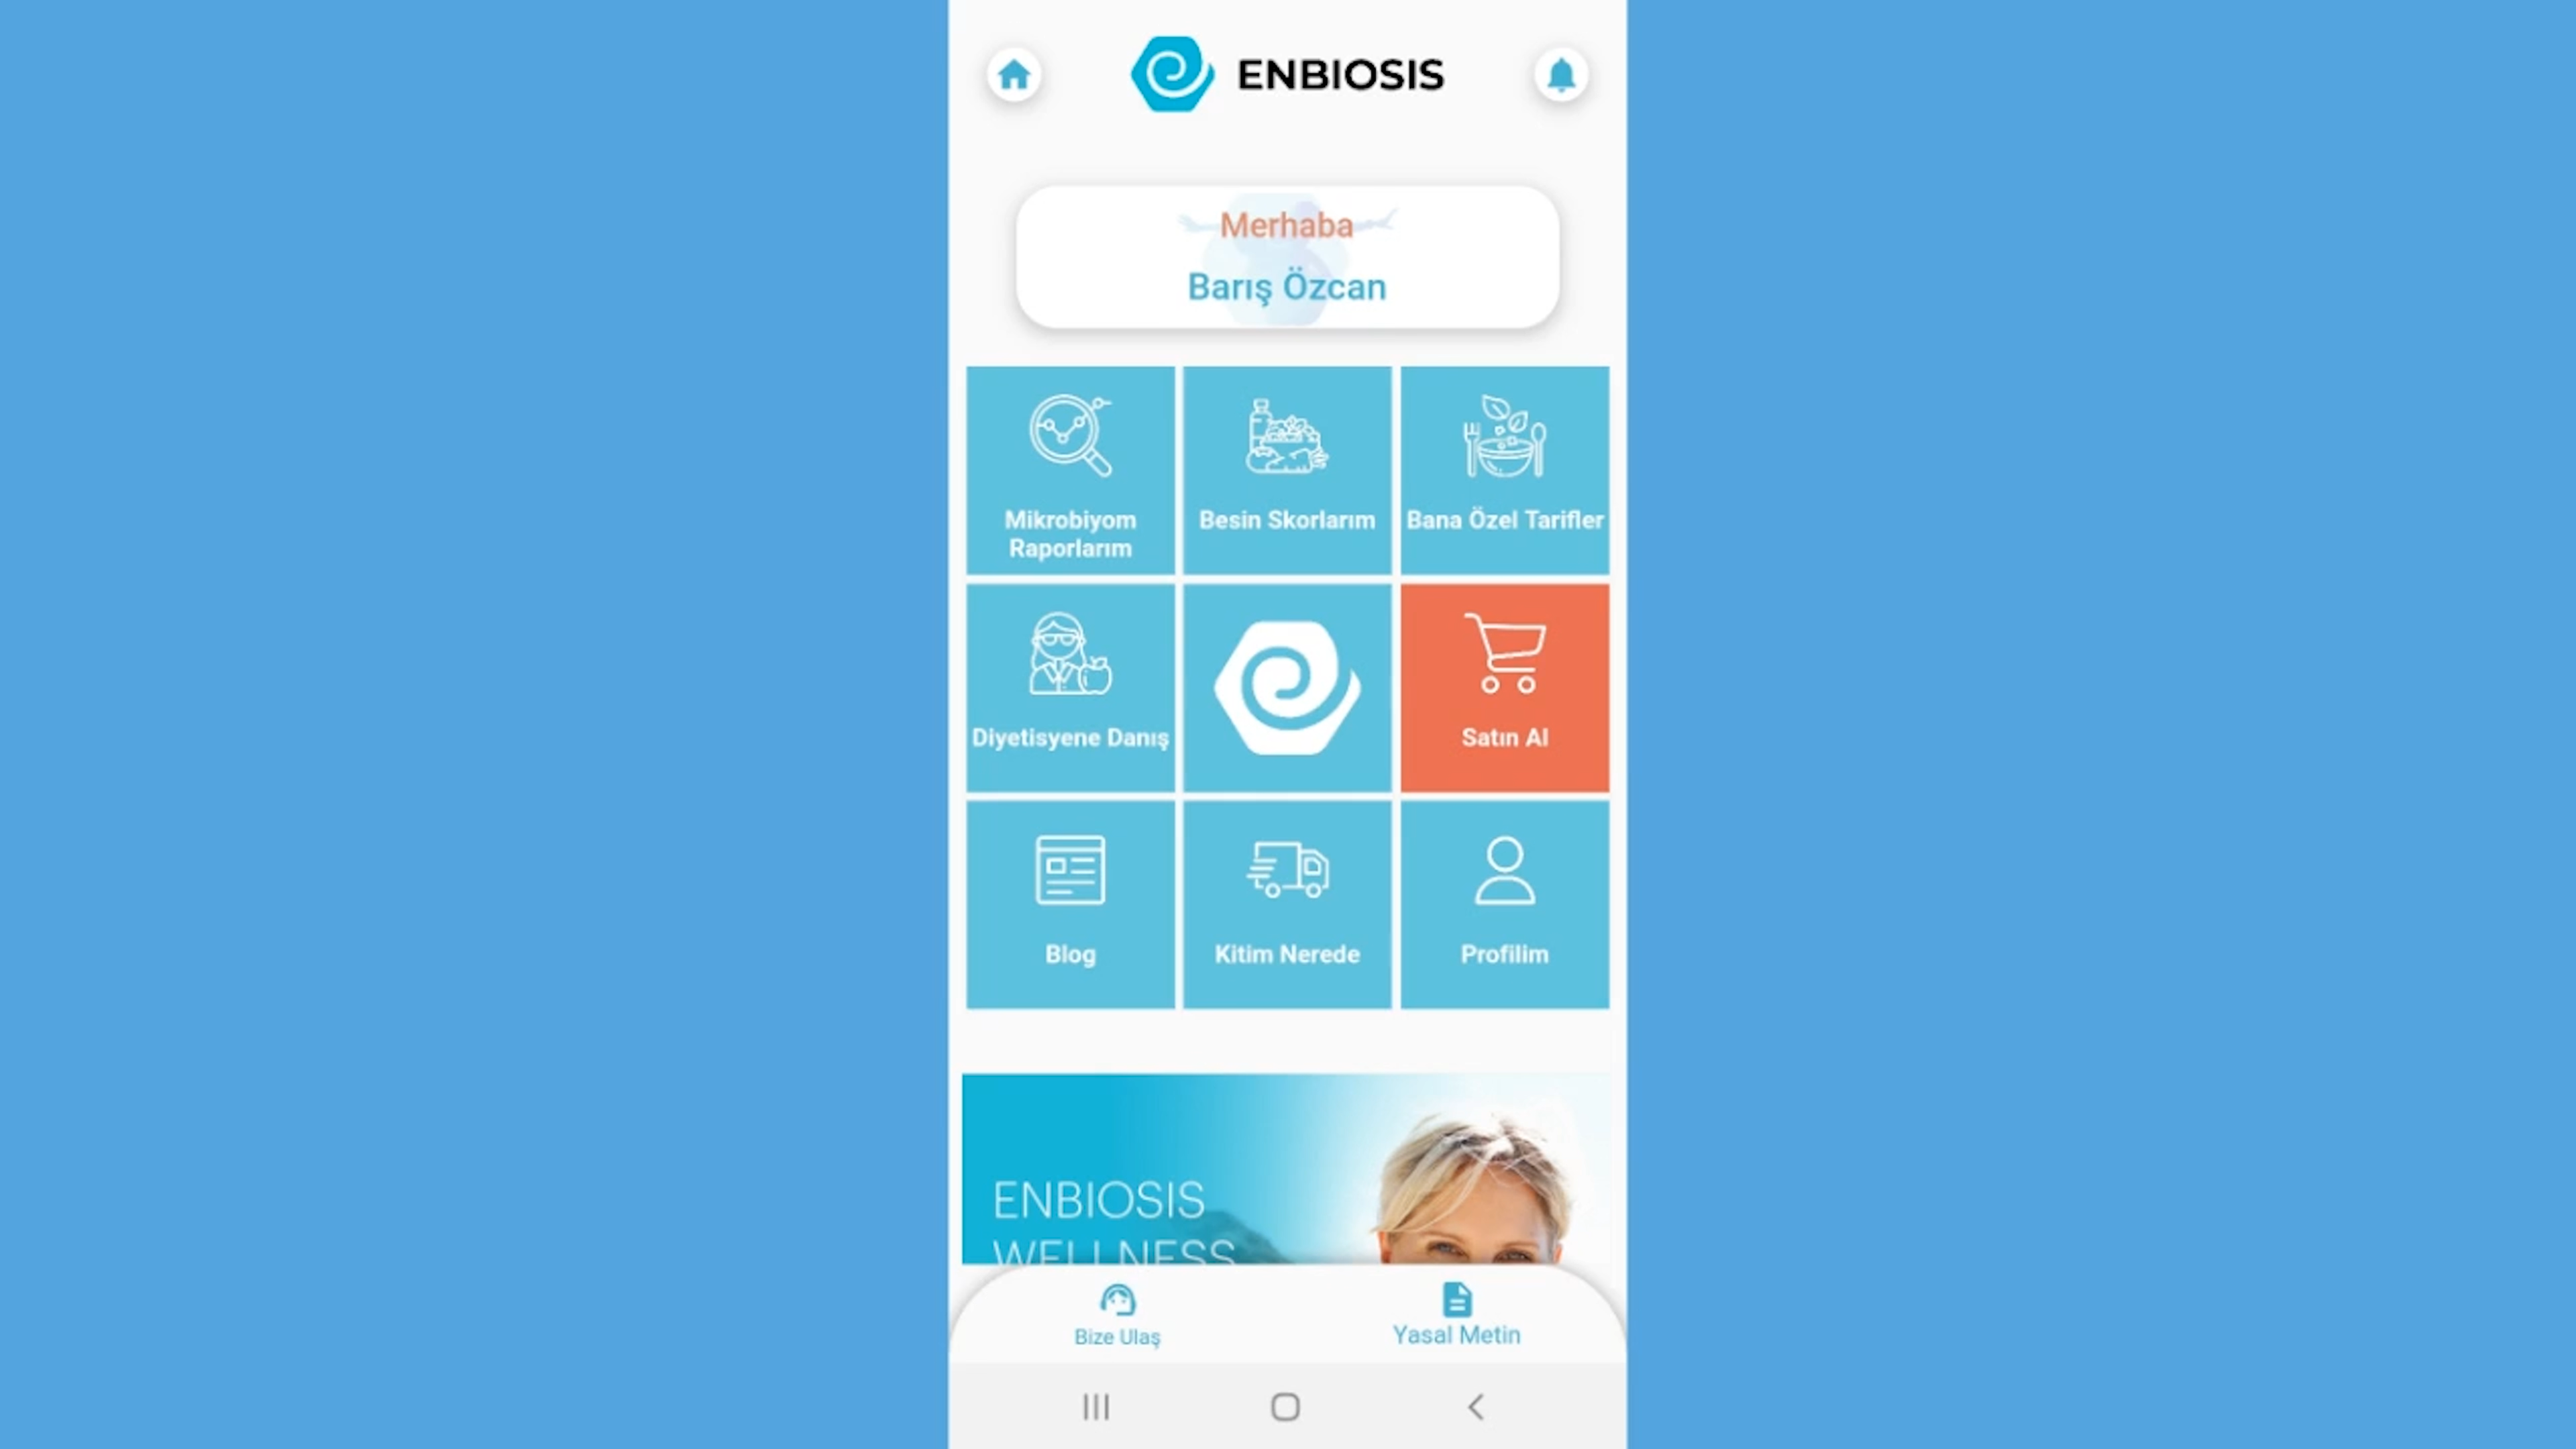 ENBIOSIS
Merhaba
Barış Özcan
Mikrobiyom
Raporlarım
Besin Skorlarım
Bana Özel Tarifler
Diyetisyene Danış
Satın Al
Blog
Kitim Nerede
Profilim
ENBIOSIS
WELLNESS
Bize Ulaş
Yasal Metin